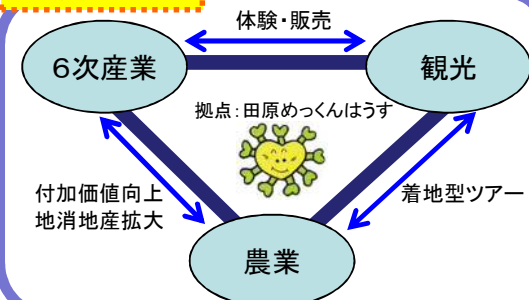 体験・販売
6次産業
観光
拠点:田原めっくんはうす
付加価値向上
地消地産拡大
着地型ツアー
農業